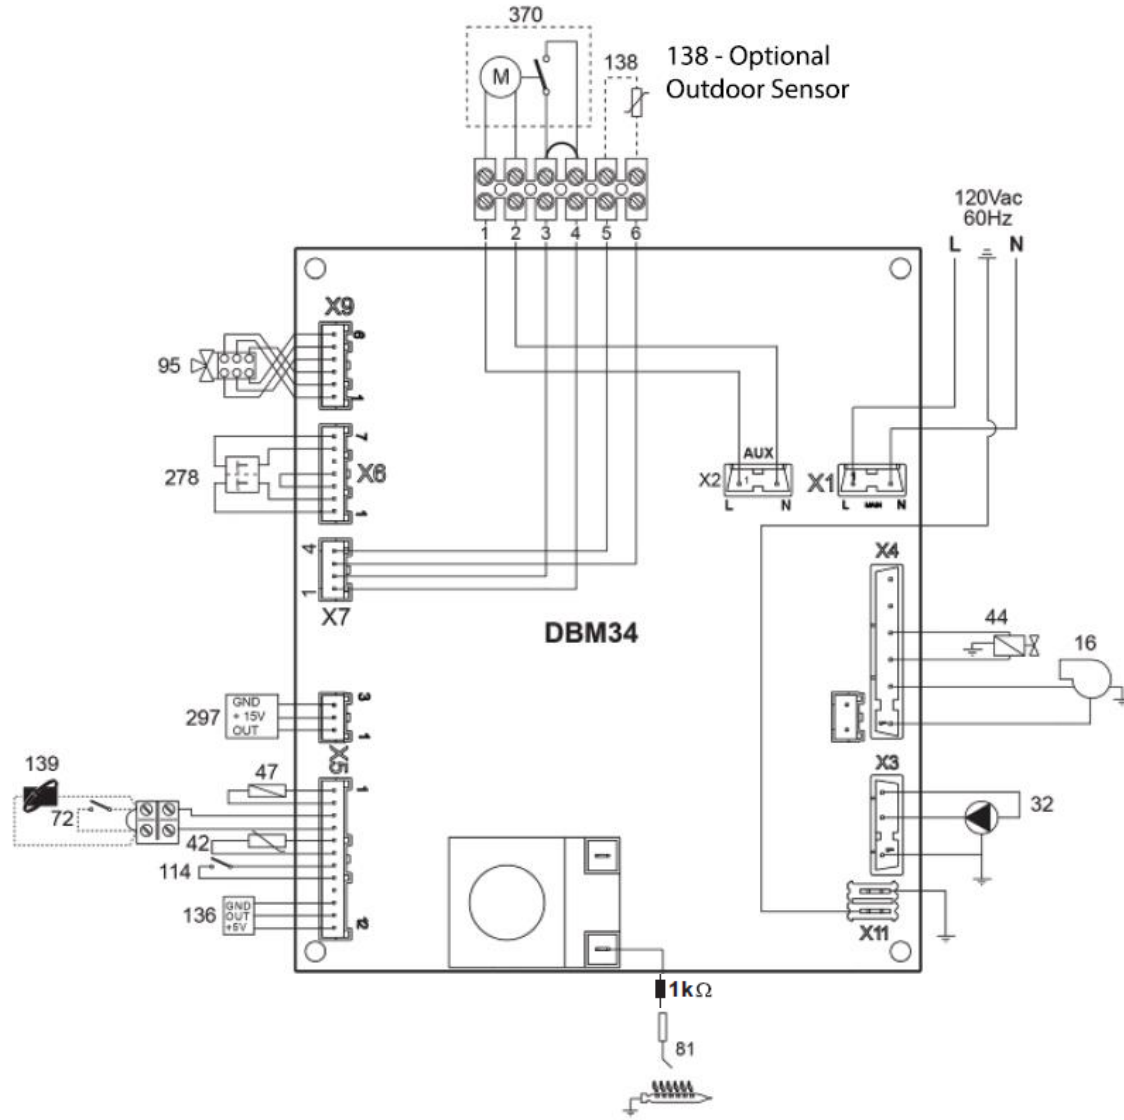 370
M
138
138 - Optional
Outdoor Sensor
1 2 3 4 5 6
120Vac
60Hz
L N
X9
6
95
1
7
278
X6
1
AUX
X2
1
L N
X1
L MAIN N
4
1
X7
X4
DBM34
44
16
297
GND
+ 15V
OUT
3
1
X5
X3
139
47
1
72
32
42
114
136
GND
OUT
+5V
12
X11
1kΩ
81